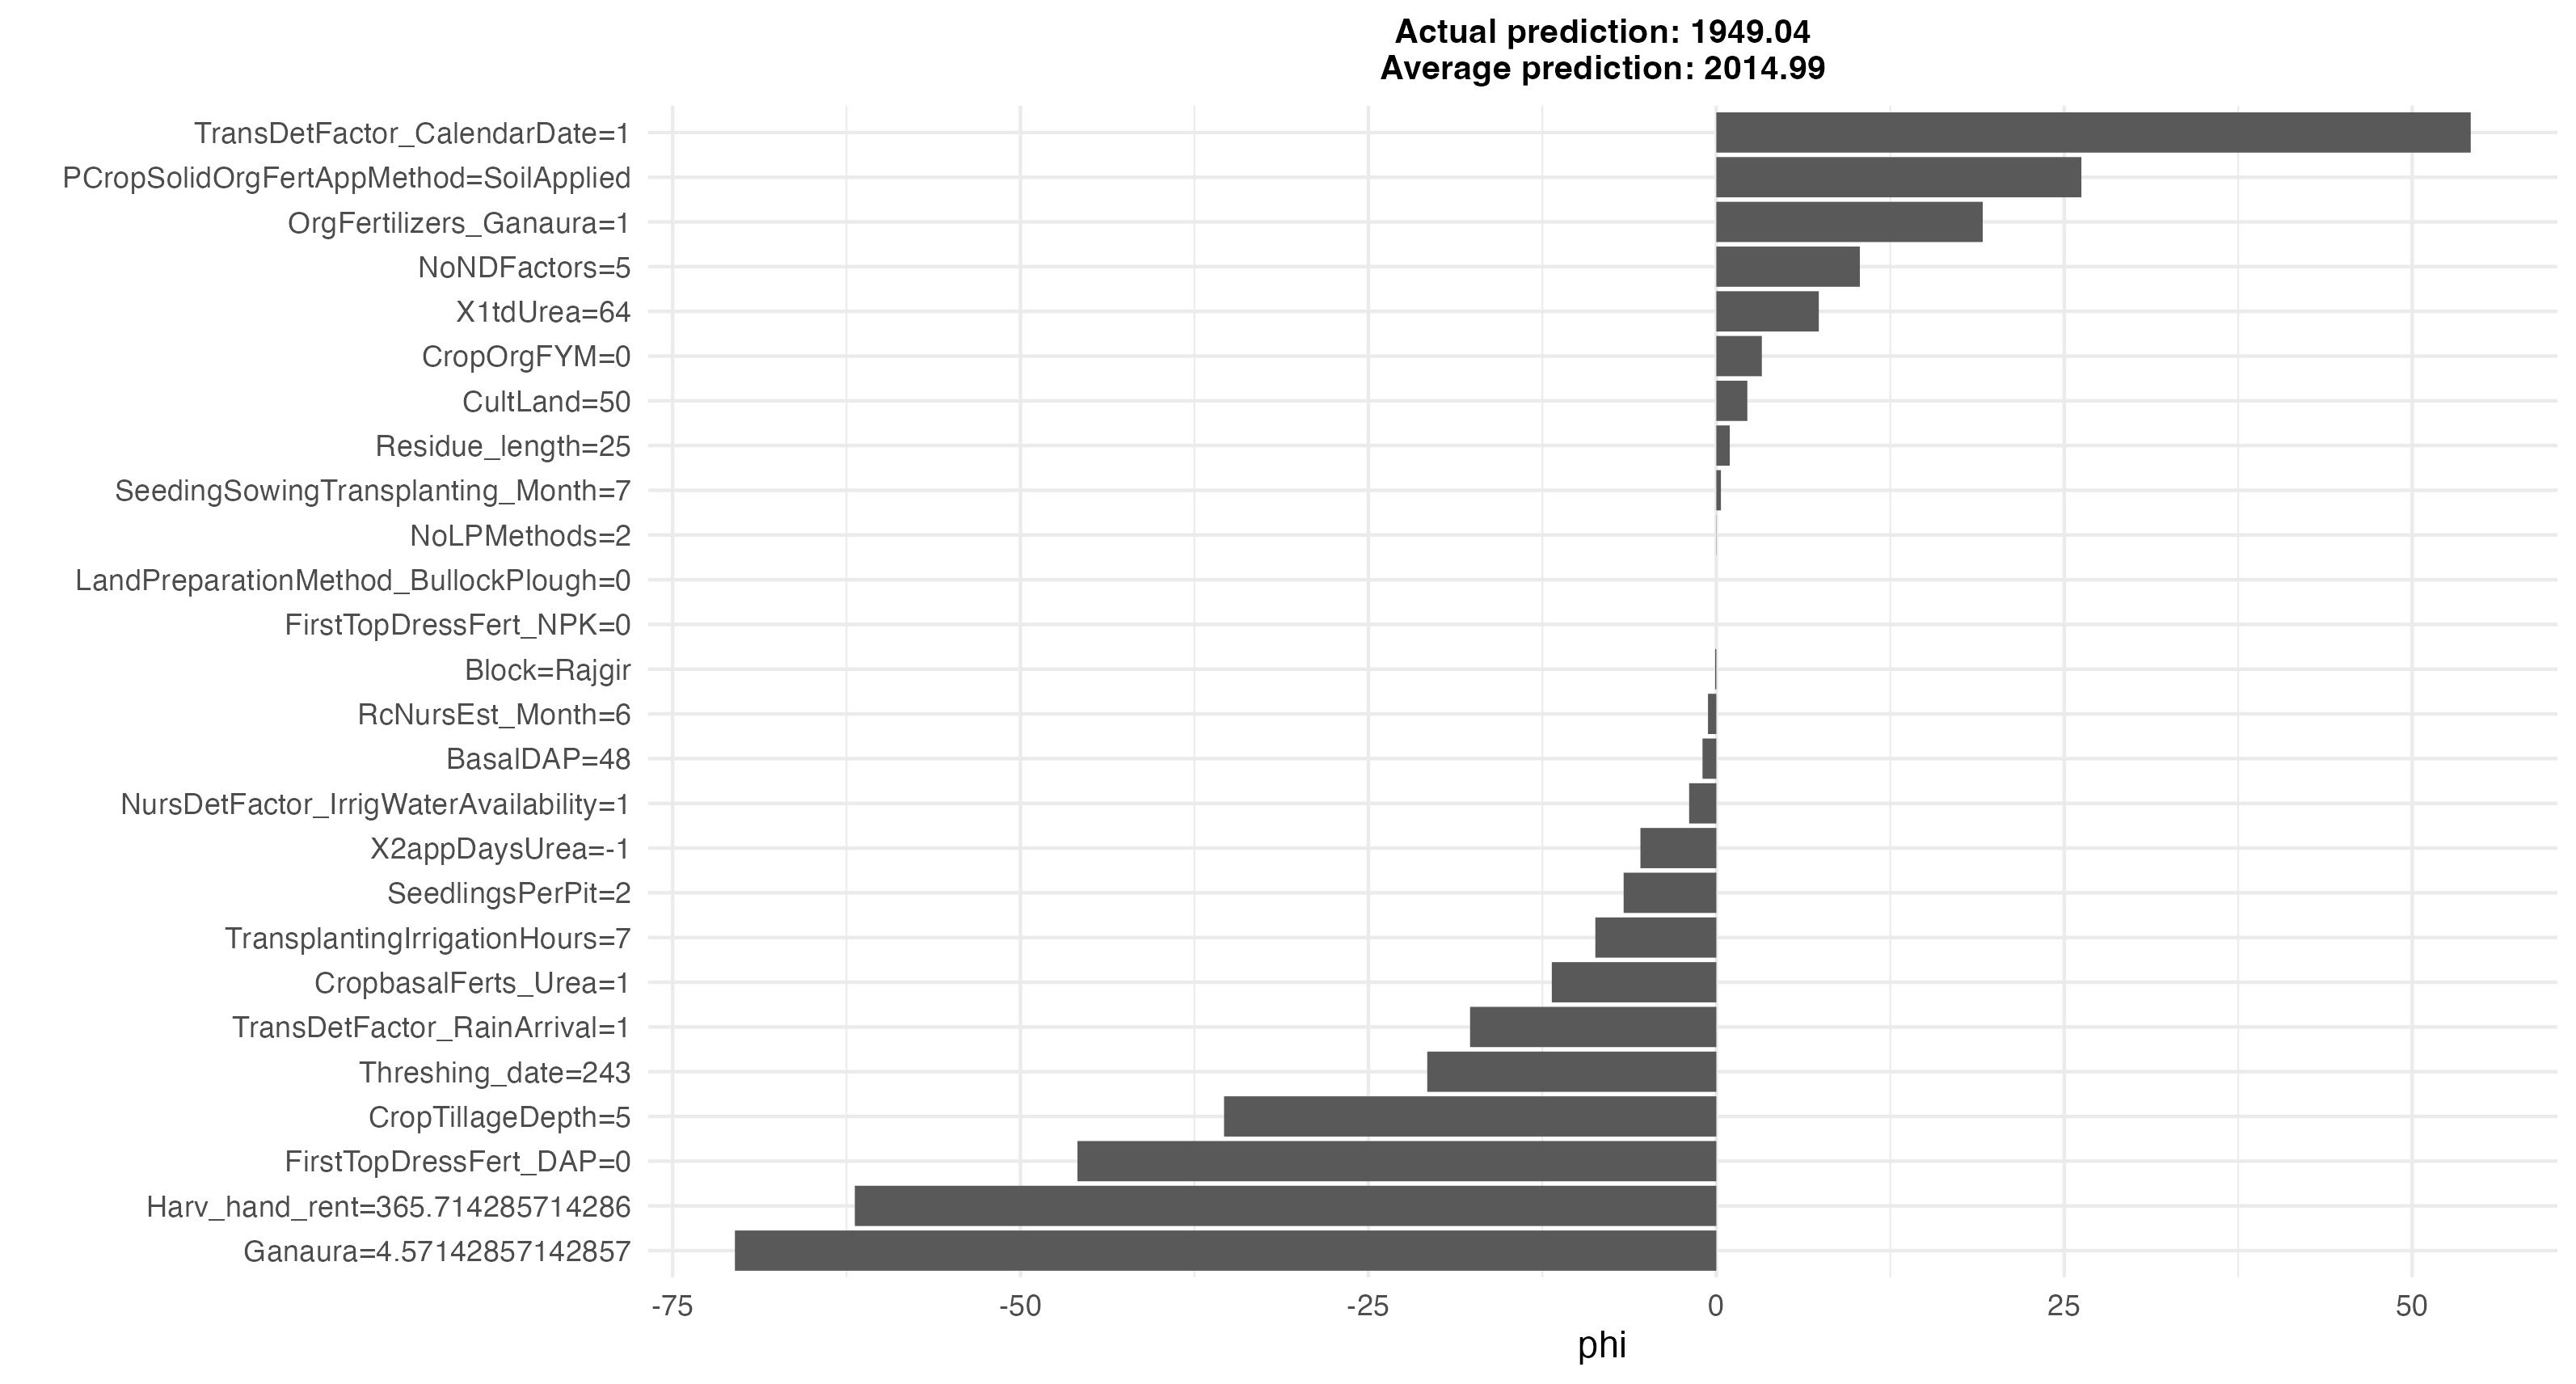 Actual prediction: 1949.04
Average prediction: 2014.99
TransDetFactor_CalendarDate=1
PCropSolidOrgFertAppMethod=SoilApplied
OrgFertilizers_Ganaura=1
NoNDFactors=5
X1tdUrea=64
CropOrgFYM=0
CultLand=50
Residue_length=25
SeedingSowingTransplanting_Month=7
NoLPMethods=2
LandPreparationMethod_BullockPlough=0
FirstTopDressFert_NPK=0
Block=Rajgir
RcNursEst_Month=6
BasalDAP=48
NursDetFactor_IrrigWaterAvailability=1
X2appDaysUrea=-1
SeedlingsPerPit=2
TransplantingIrrigationHours=7
CropbasalFerts_Urea=1
TransDetFactor_RainArrival=1
Threshing_date=243
CropTillageDepth=5
FirstTopDressFert_DAP=0
Harv_hand_rent=365.714285714286
Ganaura=4.57142857142857
-75 -50 -25 0 25 50
phi